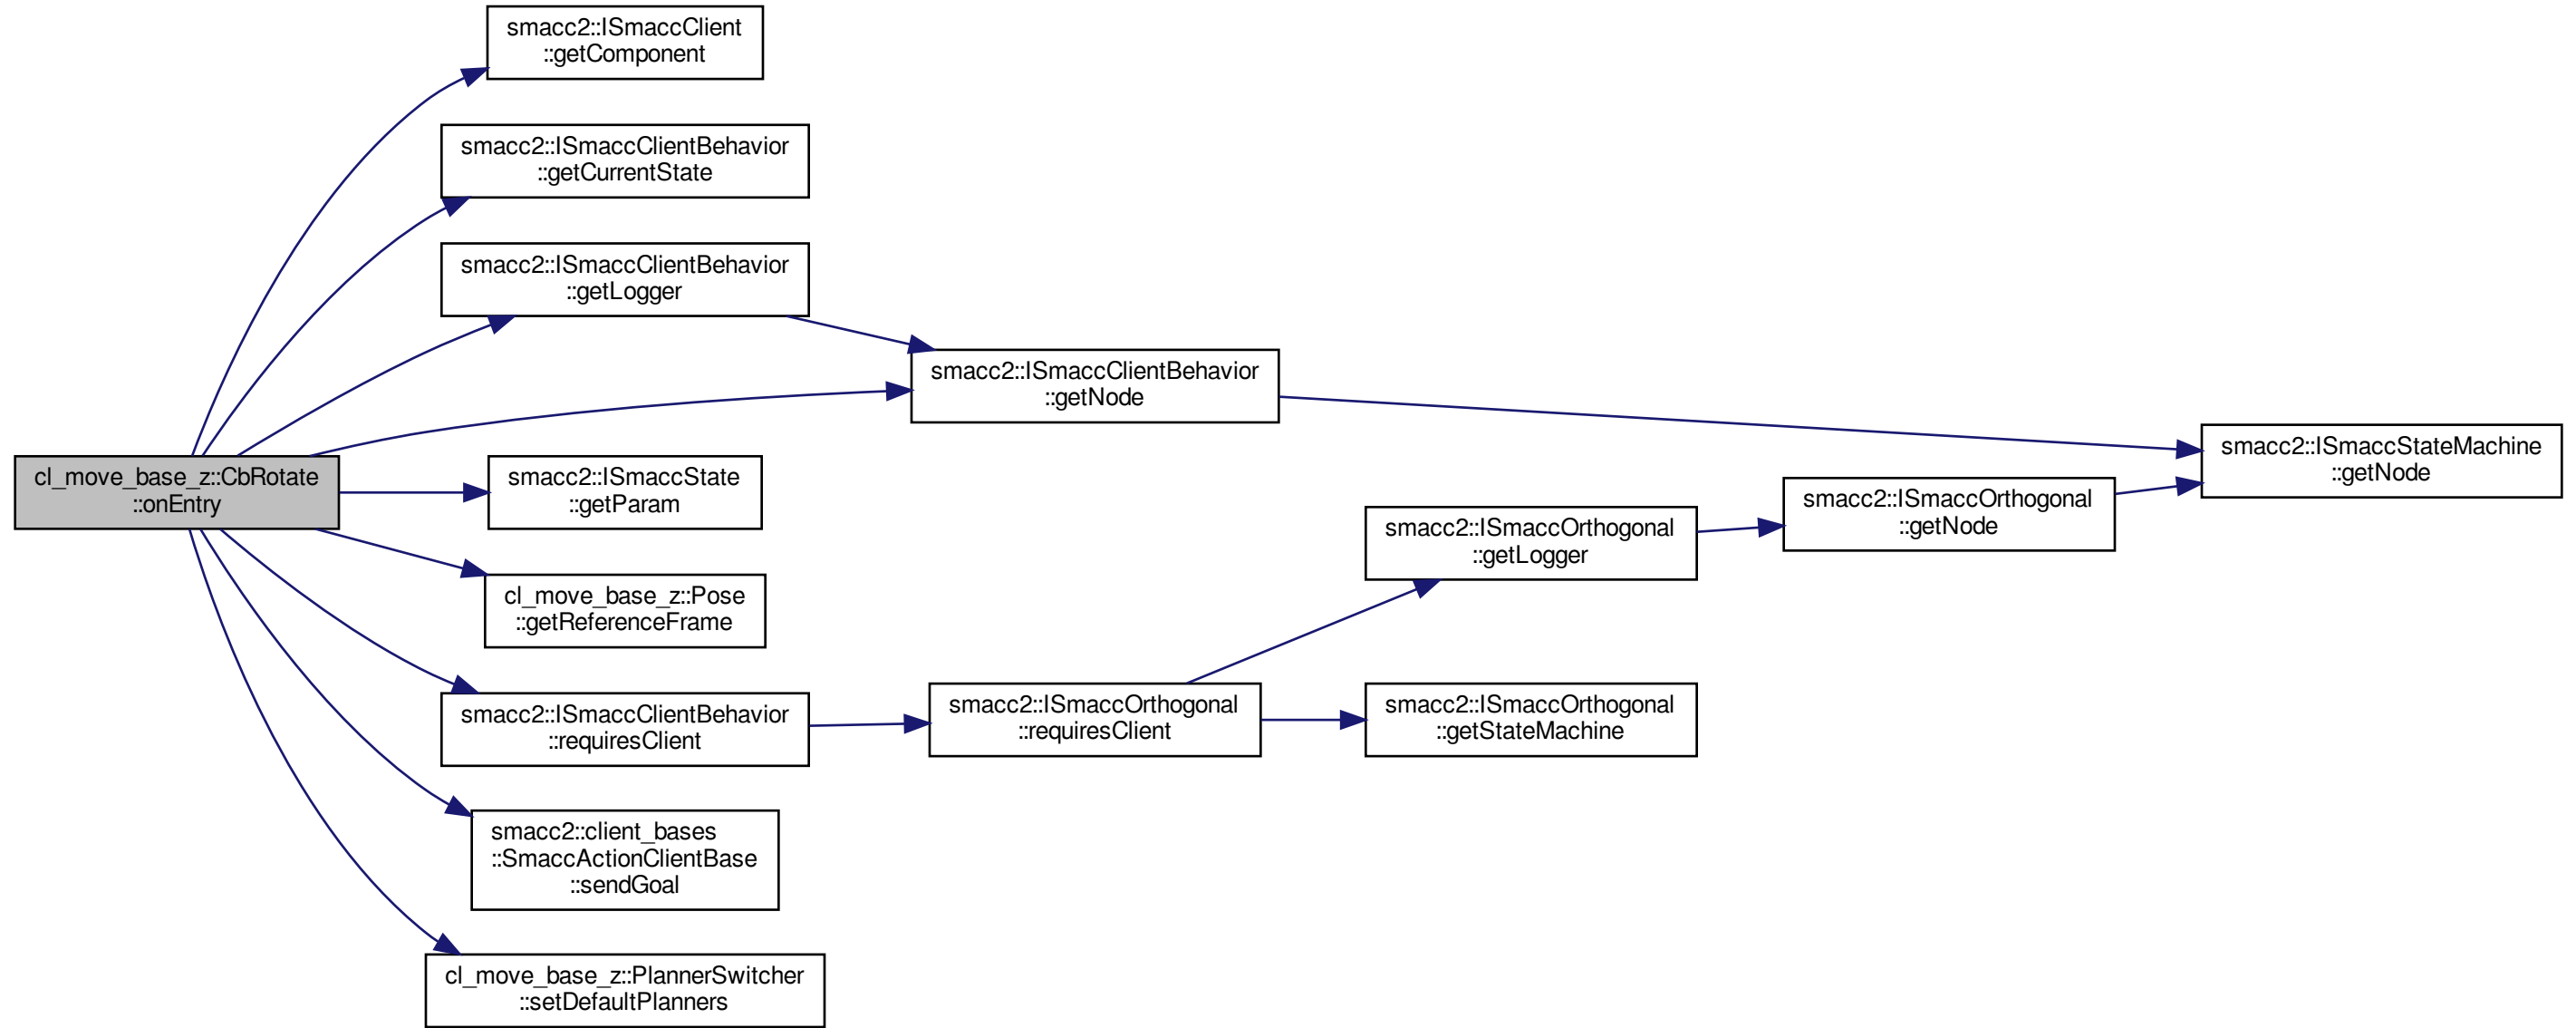 smacc2::ISmaccClient
::getComponent
smacc2::ISmaccClientBehavior
::getCurrentState
smacc2::ISmaccClientBehavior
::getLogger
smacc2::ISmaccClientBehavior
::getNode
cl_move_base_z::CbRotate
::onEntry
smacc2::ISmaccState
::getParam
smacc2::ISmaccStateMachine
::getNode
smacc2::ISmaccOrthogonal
::getNode
smacc2::ISmaccOrthogonal
::getLogger
cl_move_base_z::Pose
::getReferenceFrame
smacc2::ISmaccClientBehavior
::requiresClient
smacc2::ISmaccOrthogonal
::requiresClient
smacc2::ISmaccOrthogonal
::getStateMachine
smacc2::client_bases
::SmaccActionClientBase
::sendGoal
cl_move_base_z::PlannerSwitcher
::setDefaultPlanners